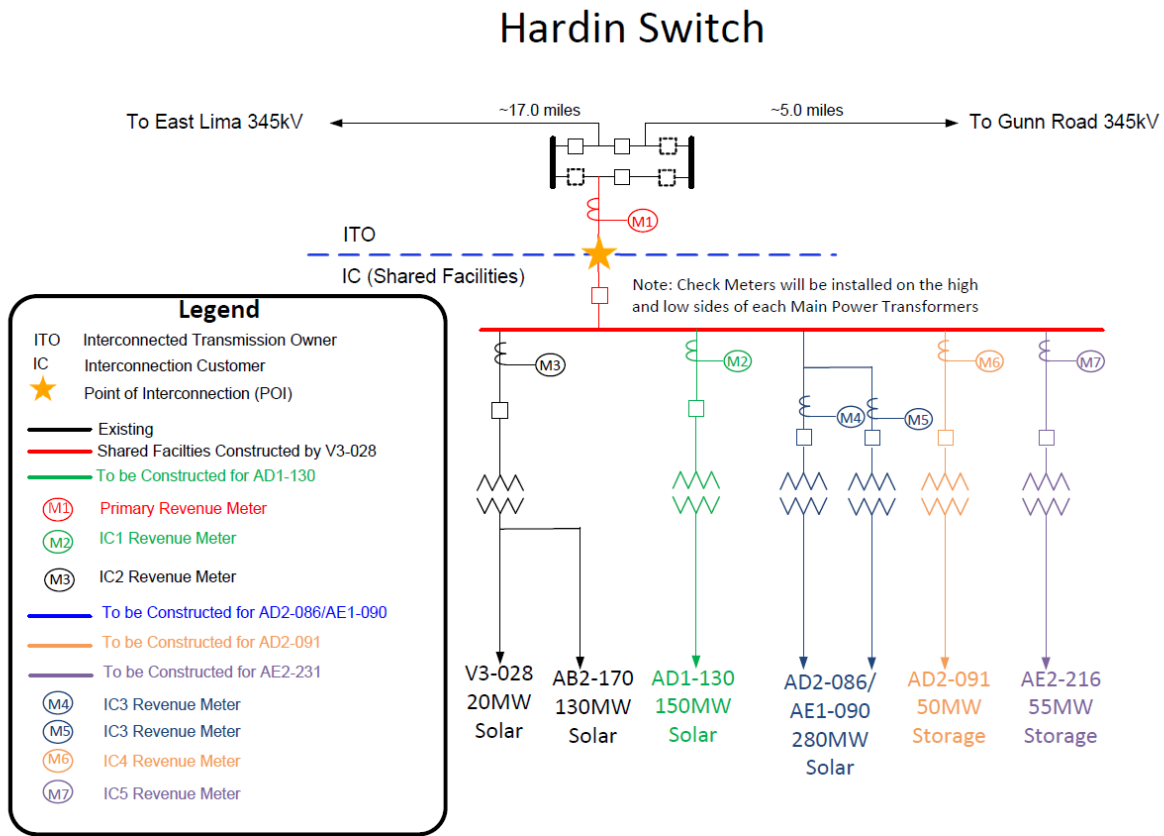 Hardin Switch
~17.0 miles
~5.0 miles
To East Lima 345kV
To Gunn Road 345kV
M1
ITO
IC (Shared Facilities)
Note: Check Meters will be installed on the high
and low sides of each Main Power Transformers
Legend
ITO Interconnected Transmission Owner
IC Interconnection Customer
Point of Interconnection (POI)
Existing
Shared Facilties Constructed by V3-028
To be Constructed for AD1-130
M1 Primary Revenue Meter
M2 IC1 Revenue Meter
M3 IC2 Revenue Meter
To be Constructed for AD2-086/AE1-090
To be Constructed for AD2-091
To be Constructed for AE2-231
M4 IC3 Revenue Meter
M5 IC3 Revenue Meter
M6 IC4 Revenue Meter
M7 IC5 Revenue Meter
M3
M2
M4
M5
M6
M7
V3-028
20MW
Solar
AB2-170
130MW
Solar
AD1-130
150MW
Solar
AD2-086/
AE1-090
280MW
Solar
AD2-091
50MW
Storage
AE2-216
55MW
Storage